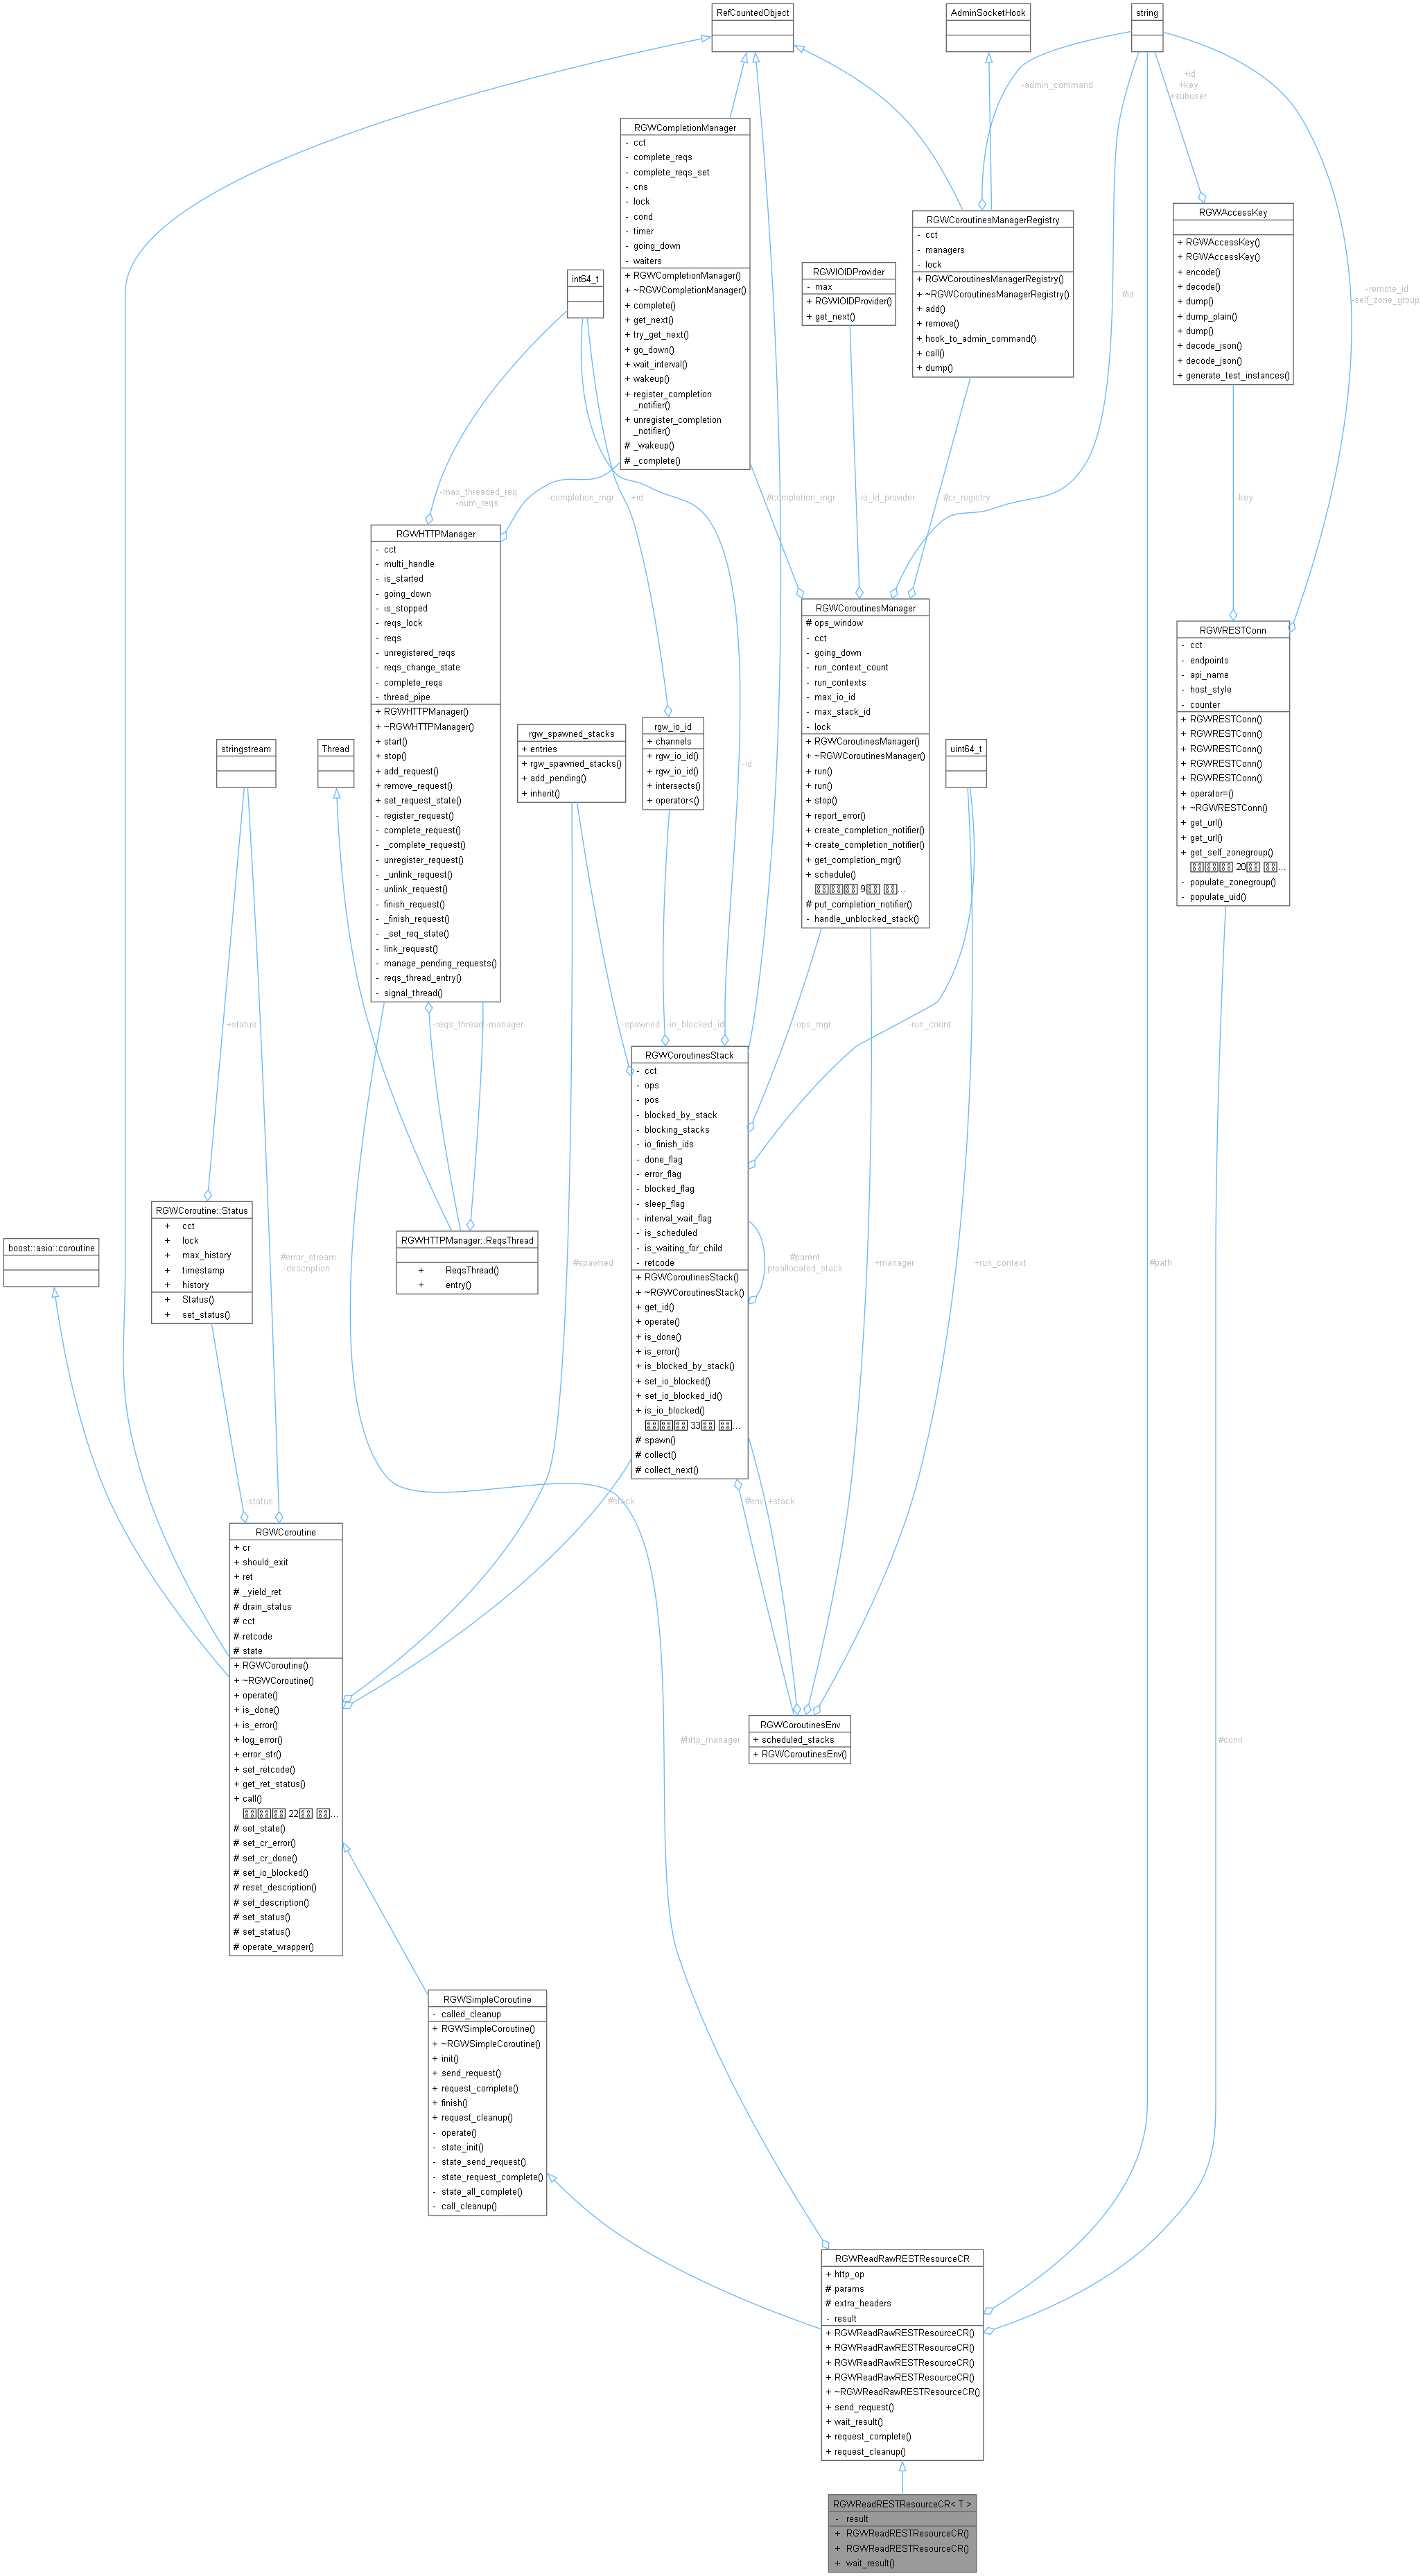 RefCountedObject
AdminSocketHook
string
-admin_command
+id
+key
+subuser
RGWCompletionManager
- cct
- complete_reqs
- complete_reqs_set
- cns
- lock
- cond
- timer
- going_down
- waiters
+ RGWCompletionManager()
+ ~RGWCompletionManager()
+ complete()
+ get_next()
+ try_get_next()
+ go_down()
+ wait_interval()
+ wakeup()
+ register_completion
_notifier()
+ unregister_completion
_notifier()
# _wakeup()
# _complete()
RGWCoroutinesManagerRegistry
- cct
- managers
- lock
+ RGWCoroutinesManagerRegistry()
+ ~RGWCoroutinesManagerRegistry()
+ add()
+ remove()
+ hook_to_admin_command()
+ call()
+ dump()
RGWAccessKey
+ RGWAccessKey()
+ RGWAccessKey()
+ encode()
+ decode()
+ dump()
+ dump_plain()
+ dump()
+ decode_json()
+ decode_json()
+ generate_test_instances()
RGWIOIDProvider
- max
+ RGWIOIDProvider()
+ get_next()
int64_t
#id
-remote_id
-self_zone_group
-max_threaded_req
-num_reqs
-completion_mgr
+id
#completion_mgr
-io_id_provider
#cr_registry
-key
RGWHTTPManager
- cct
- multi_handle
- is_started
- going_down
- is_stopped
- reqs_lock
- reqs
- unregistered_reqs
- reqs_change_state
- complete_reqs
- thread_pipe
+ RGWHTTPManager()
+ ~RGWHTTPManager()
+ start()
+ stop()
+ add_request()
+ remove_request()
+ set_request_state()
- register_request()
- complete_request()
- _complete_request()
- unregister_request()
- _unlink_request()
- unlink_request()
- finish_request()
- _finish_request()
- _set_req_state()
- link_request()
- manage_pending_requests()
- reqs_thread_entry()
- signal_thread()
RGWCoroutinesManager
# ops_window
- cct
- going_down
- run_context_count
- run_contexts
- max_io_id
- max_stack_id
- lock
+ RGWCoroutinesManager()
+ ~RGWCoroutinesManager()
+ run()
+ run()
+ stop()
+ report_error()
+ create_completion_notifier()
+ create_completion_notifier()
+ get_completion_mgr()
+ schedule()
9 ...
# put_completion_notifier()
- handle_unblocked_stack()
RGWRESTConn
- cct
- endpoints
- api_name
- host_style
- counter
+ RGWRESTConn()
+ RGWRESTConn()
+ RGWRESTConn()
+ RGWRESTConn()
+ RGWRESTConn()
+ operator=()
+ ~RGWRESTConn()
+ get_url()
+ get_url()
+ get_self_zonegroup()
20 ...
- populate_zonegroup()
- populate_uid()
rgw_spawned_stacks
+ entries
+ rgw_spawned_stacks()
+ add_pending()
+ inherit()
rgw_io_id
+ channels
+ rgw_io_id()
+ rgw_io_id()
+ intersects()
+ operator<()
stringstream
Thread
uint64_t
-id
+status
-reqs_thread
-manager
-spawned
-io_blocked_id
-ops_mgr
-run_count
RGWCoroutinesStack
- cct
- ops
- pos
- blocked_by_stack
- blocking_stacks
- io_finish_ids
- done_flag
- error_flag
- blocked_flag
- sleep_flag
- interval_wait_flag
- is_scheduled
- is_waiting_for_child
- retcode
+ RGWCoroutinesStack()
+ ~RGWCoroutinesStack()
+ get_id()
+ operate()
+ is_done()
+ is_error()
+ is_blocked_by_stack()
+ set_io_blocked()
+ set_io_blocked_id()
+ is_io_blocked()
33 ...
# spawn()
# collect()
# collect_next()
RGWCoroutine::Status
+ cct
+ lock
+ max_history
+ timestamp
+ history
+ Status()
+ set_status()
boost::asio::coroutine
RGWHTTPManager::ReqsThread
+ ReqsThread()
+ entry()
#error_stream
-description
#spawned
#parent
-preallocated_stack
+manager
+run_context
#path
-status
#stack
#env
+stack
RGWCoroutine
+ cr
+ should_exit
+ ret
# _yield_ret
# drain_status
# cct
# retcode
# state
+ RGWCoroutine()
+ ~RGWCoroutine()
+ operate()
+ is_done()
+ is_error()
+ log_error()
+ error_str()
+ set_retcode()
+ get_ret_status()
+ call()
22 ...
# set_state()
# set_cr_error()
# set_cr_done()
# set_io_blocked()
# reset_description()
# set_description()
# set_status()
# set_status()
# operate_wrapper()
#http_manager
RGWCoroutinesEnv
+ scheduled_stacks
+ RGWCoroutinesEnv()
#conn
RGWSimpleCoroutine
- called_cleanup
+ RGWSimpleCoroutine()
+ ~RGWSimpleCoroutine()
+ init()
+ send_request()
+ request_complete()
+ finish()
+ request_cleanup()
- operate()
- state_init()
- state_send_request()
- state_request_complete()
- state_all_complete()
- call_cleanup()
RGWReadRawRESTResourceCR
+ http_op
# params
# extra_headers
- result
+ RGWReadRawRESTResourceCR()
+ RGWReadRawRESTResourceCR()
+ RGWReadRawRESTResourceCR()
+ RGWReadRawRESTResourceCR()
+ ~RGWReadRawRESTResourceCR()
+ send_request()
+ wait_result()
+ request_complete()
+ request_cleanup()
RGWReadRESTResourceCR< T >
- result
+ RGWReadRESTResourceCR()
+ RGWReadRESTResourceCR()
+ wait_result()